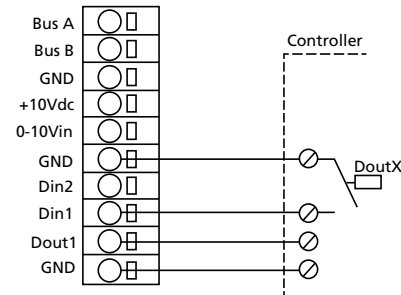 Bus A
Bus B
GND
+10Vdc
0-10Vin
GND
Din2
Din1
Dout1
GND
Controller
DoutX